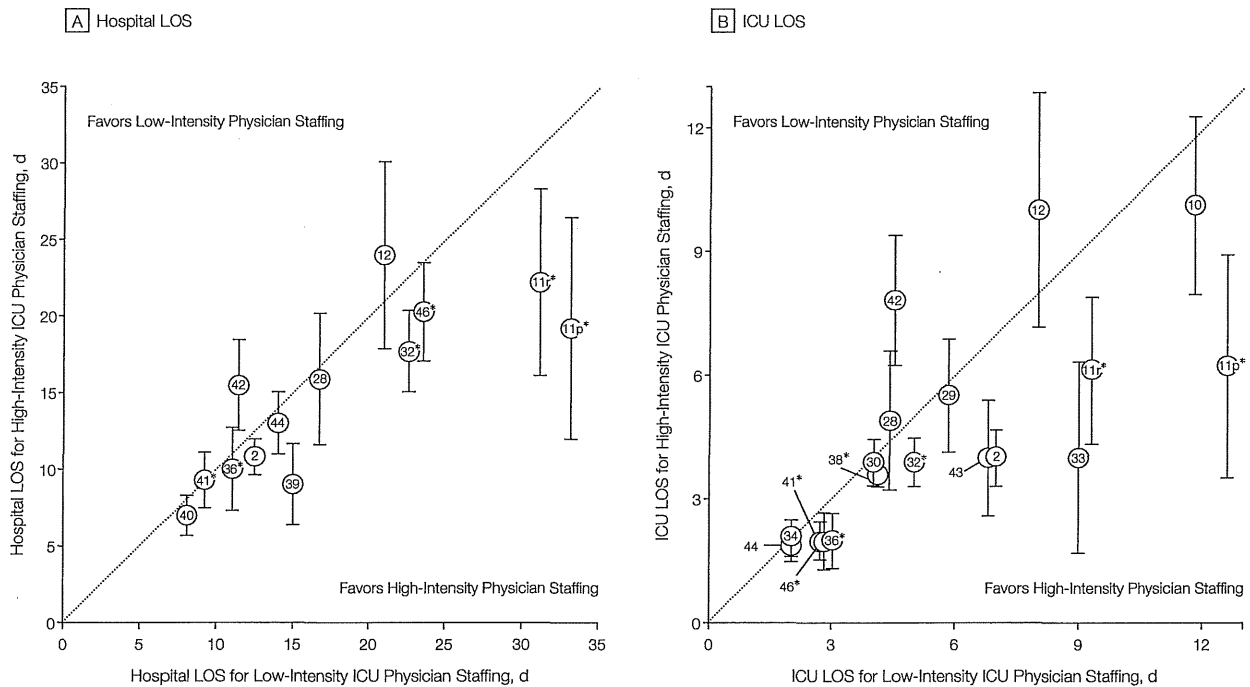 A Hospital LOS
35
30
25
20
15
10
5
0
Hospital LOS for High-Intensity ICU Physician Staffing, d
Favors Low-Intensity Physician Staffing
12
11r*
46*
11p*
32*
42
28
44
2
36*
41*
39
40
Favors High-Intensity Physician Staffing
0 5 10 15 20 25 30 35
Hospital LOS for Low-Intensity ICU Physician Staffing, d
B ICU LOS
12
9
6
3
0
ICU LOS for High-Intensity ICU Physician Staffing, d
Favors Low-Intensity Physician Staffing
12
10
42
11r*
11p*
29
28
38*
30
32*
43
2
33
41*
34
44
36*
46*
Favors High-Intensity Physician Staffing
0 3 6 9 12
ICU LOS for Low-Intensity ICU Physician Staffing, d